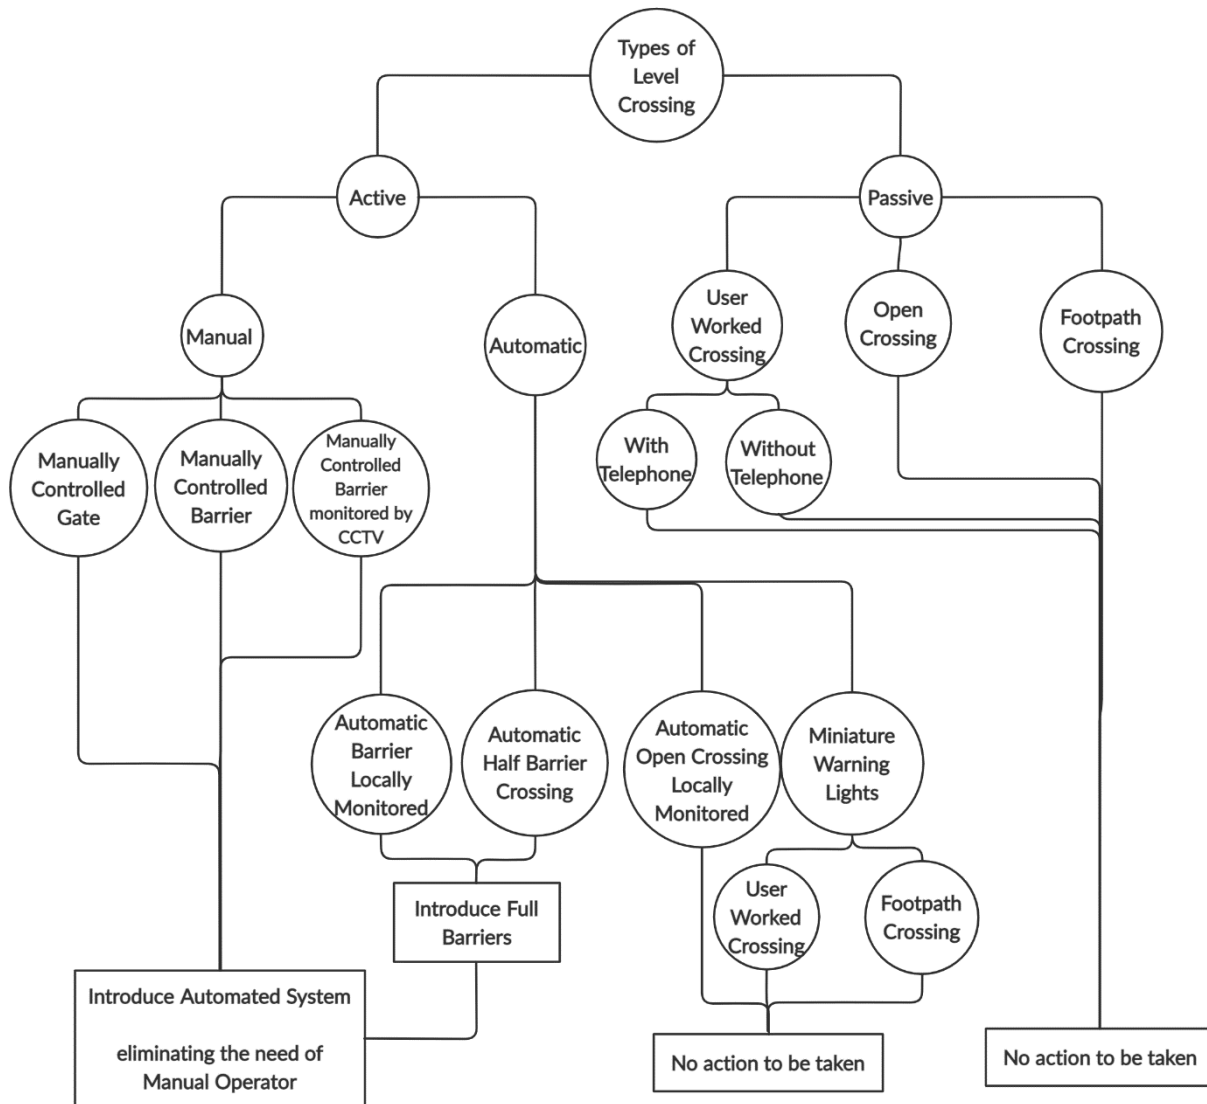 Types of
Level
Crossing
Active
Passive
Manual
Automatic
User
Worked
Crossing
Open
Crossing
Footpath
Crossing
Manually
Controlled
Gate
Manually
Controlled
Barrier
Manually
Controlled
Barrier
monitored by
CCTV
With
Telephone
Without
Telephone
Automatic
Barrier
Locally
Monitored
Automatic
Half Barrier
Crossing
Automatic
Open Crossing
Locally
Monitored
Miniature
Warning
Lights
Introduce Full
Barriers
User
Worked
Crossing
Footpath
Crossing
Introduce Automated System
eliminating the need of
Manual Operator
No action to be taken
No action to be taken